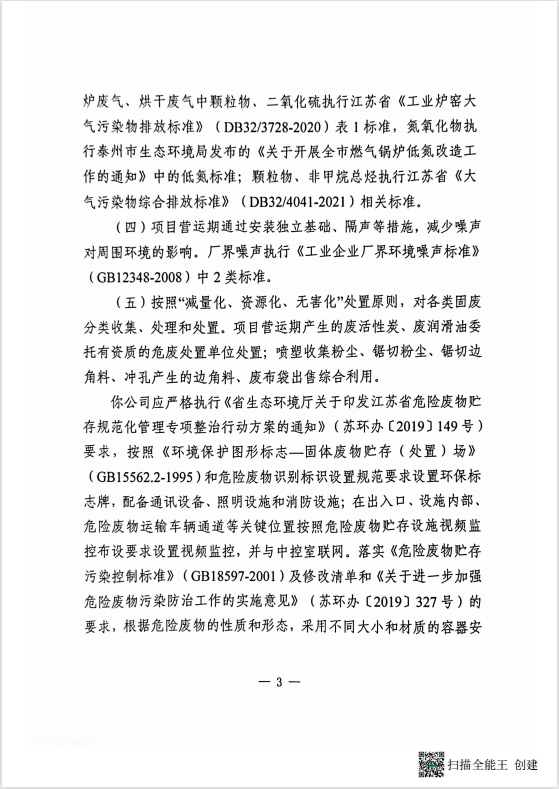 炉废气、烘干废气中颗粒物、二氧化硫执行江苏省《工业炉窑大
气污染物排放标准》（DB32/3728-2020）表 1 标准，氮氧化物执
行泰州市生态环境局发布的《关于开展全市燃气锅炉低氮改造工
作的通知》中的低氮标准；颗粒物、非甲烷总烃执行江苏省《大
气污染物综合排放标准》（DB32/4041-2021）相关标准。
（四）项目营运期通过安装独立基础、隔声等措施，减少噪声
对周围环境的影响。厂界噪声执行《工业企业厂界环境噪声标准》
（GB12348-2008）中 2 类标准。
（五）按照“减量化、资源化、无害化”处置原则，对各类固废
分类收集、处理和处置。项目营运期产生的废活性炭、废润滑油委
托有资质的危废处置单位处置；喷塑收集粉尘、锯切粉尘、锯切边
角料、冲孔产生的边角料、废布袋出售综合利用。
你公司应严格执行《省生态环境厅关于印发江苏省危险废物贮
存规范化管理专项整治行动方案的通知》（苏环办〔2019〕149 号）
要求，按照《环境保护图形标志—固体废物贮存（处置）场》
（GB15562.2-1995）和危险废物识别标识设置规范要求设置环保标
志牌，配备通讯设备、照明设施和消防设施；在出入口、设施内部、
危险废物运输车辆通道等关键位置按照危险废物贮存设施视频监
控布设要求设置视频监控，并与中控室联网。落实《危险废物贮存
污染控制标准》（GB18597-2001）及修改清单和《关于进一步加强
危险废物污染防治工作的实施意见》（苏环办〔2019〕327 号）的
要求，根据危险废物的性质和形态，采用不同大小和材质的容器安
— 3 —
扫描全能王 创建